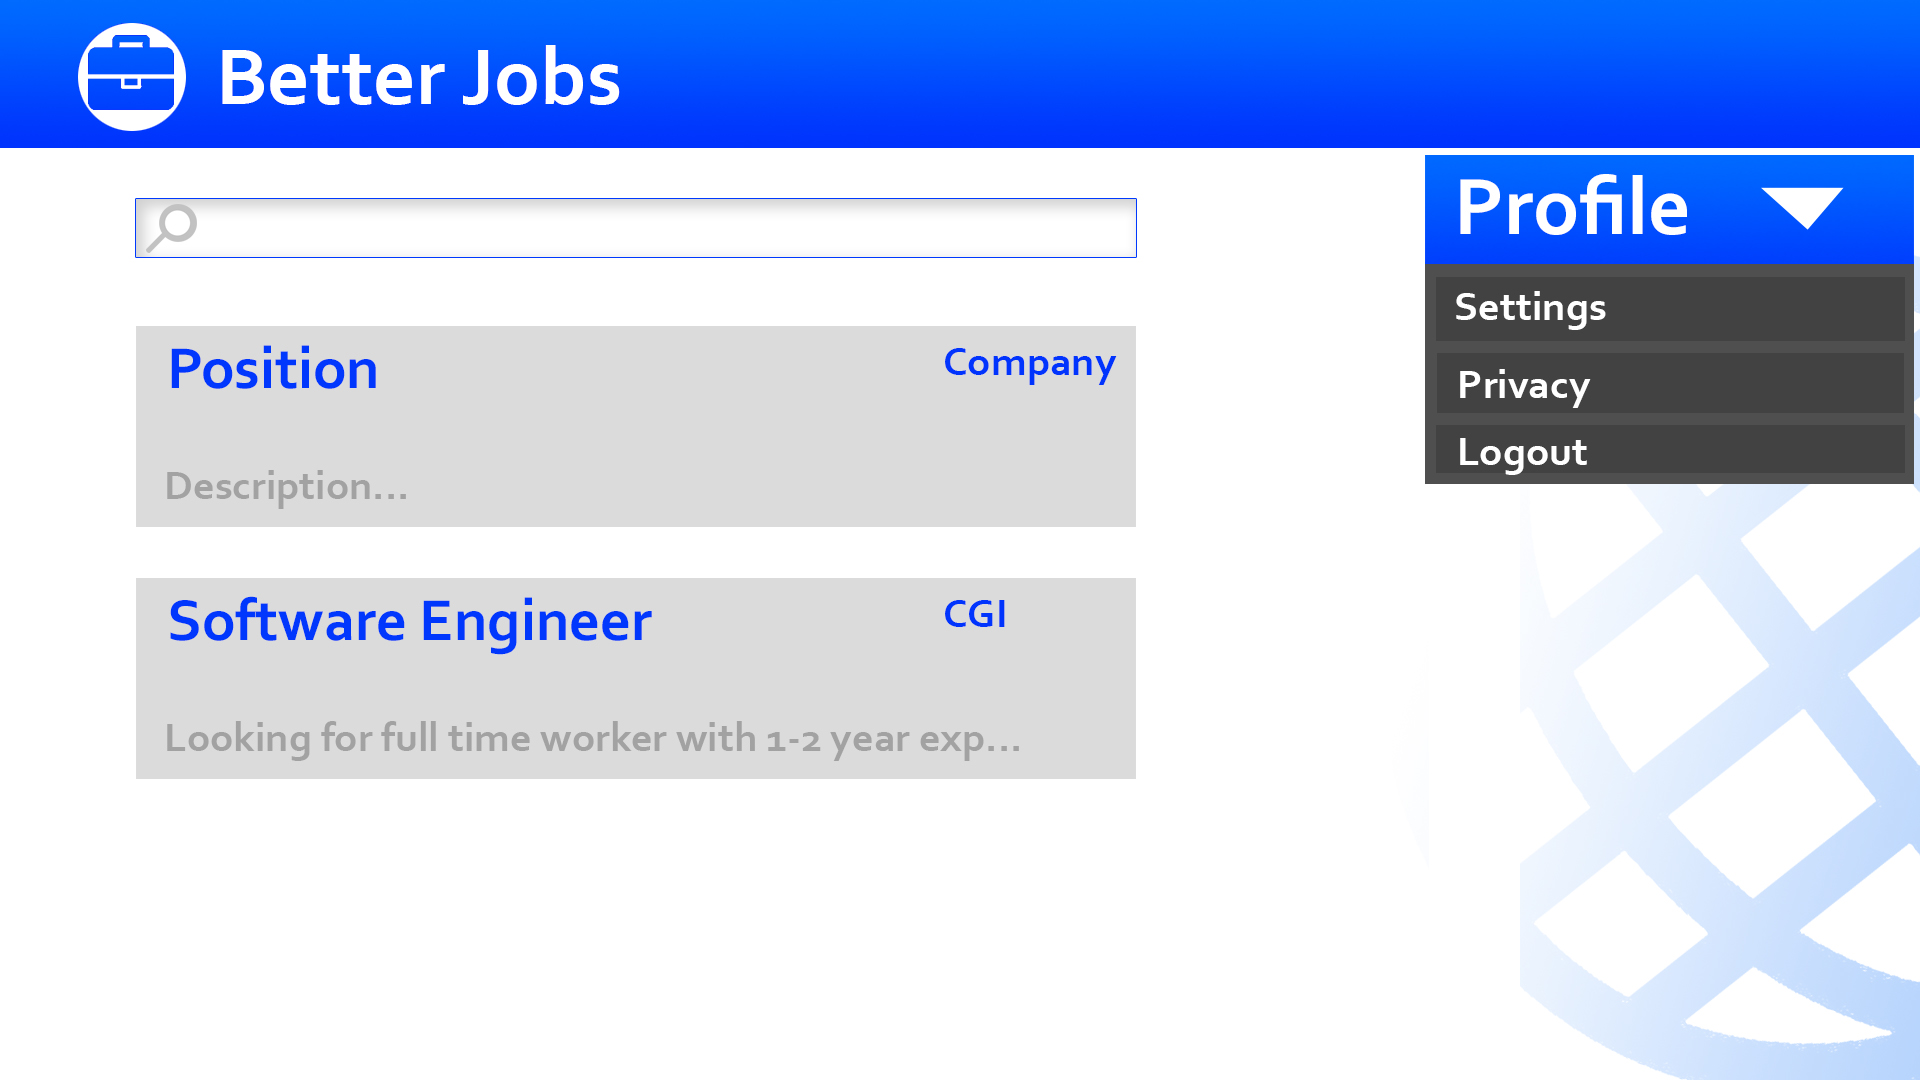 Better Jobs
Profile
Settings
Privacy
Logout
Position
Company
Description...
Software Engineer
CGI
Looking for full time worker with 1-2 year exp...